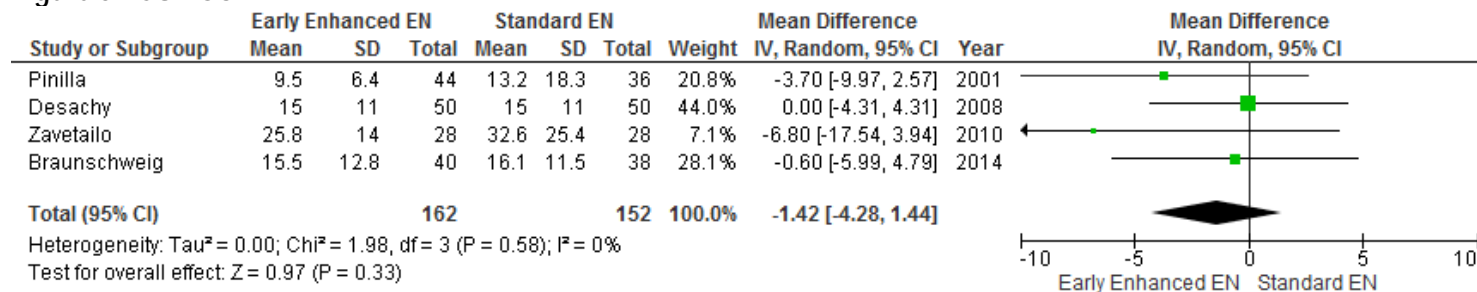 Early Enhanced EN Standard EN Mean Difference Mean Difference
Study or Subgroup Mean SD Total Mean SD Total Weight IV, Random, 95% CI Year IV, Random, 95% CI
Pinilla 9.5 6.4 44 13.2 18.3 36 20.8% -3.70 [-9.97, 2.57] 2001
Desachy 15 11 50 15 11 50 44.0% 0.00 [-4.31, 4.31] 2008
Zavetailo 25.8 14 28 32.6 25.4 28 7.1% -6.80 [-17.54, 3.94] 2010
Braunschweig 15.5 12.8 40 16.1 11.5 38 28.1% -0.60 [-5.99, 4.79] 2014
Total (95% CI) 162 152 100.0% -1.42 [-4.28, 1.44]
Heterogeneity: Tau² = 0.00; Chi² = 1.98, df = 3 (P = 0.58); I² = 0%
Test for overall effect: Z = 0.97 (P = 0.33)
-10 -5 0 5 10
Early Enhanced EN Standard EN